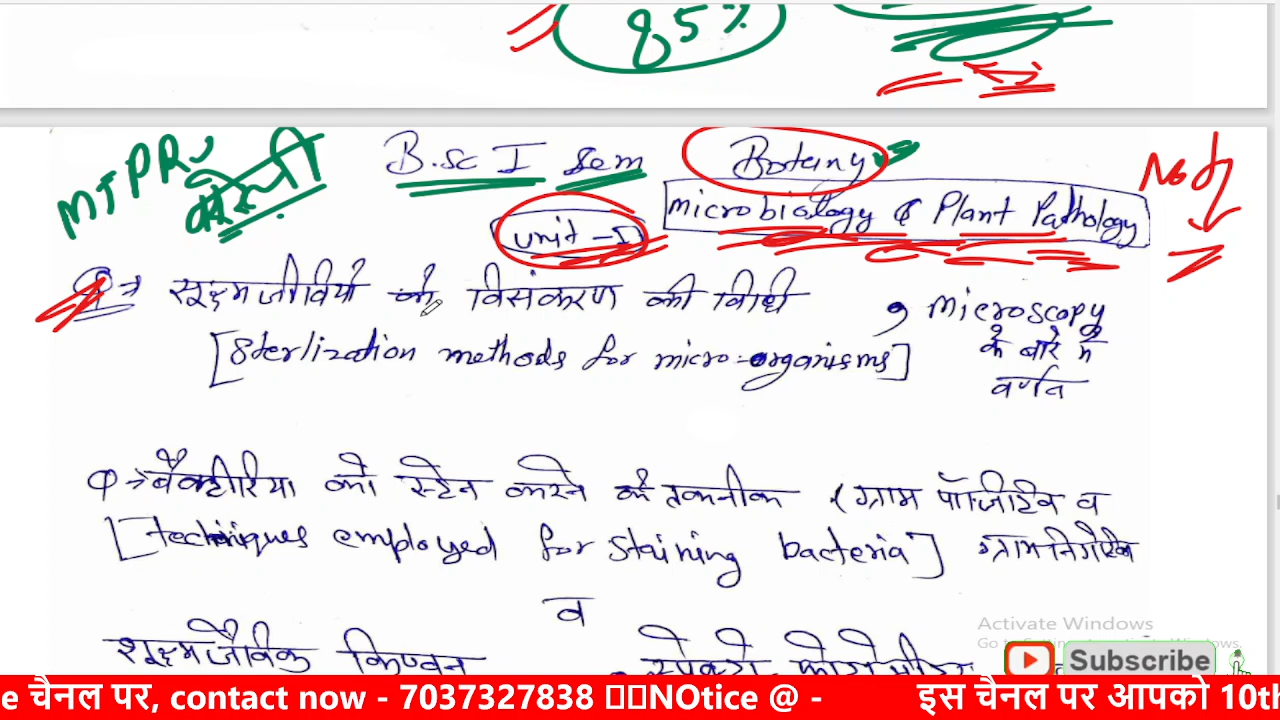 85%
MJPRU
बरेली
B.sc I sem Botany
microbiology & Plant Pathology
unit - I
Q → सूक्ष्मजीवियों के विसंकरण की विधी , microscopy
[Sterlization methods for micro-organisms] के बारे में
वर्णन
Q → बैक्टीरिया को स्टेन करने के तकनीक (ग्राम पॉजिटिव व
[techniques employed for staining bacteria] ग्राम निगेटिव
व
सूक्ष्मजैविक किण्वन
Activate Windows
Subscribe
e चैनल पर, contact now - 7037327838 NOtice @ - इस चैनल पर आपको 10th